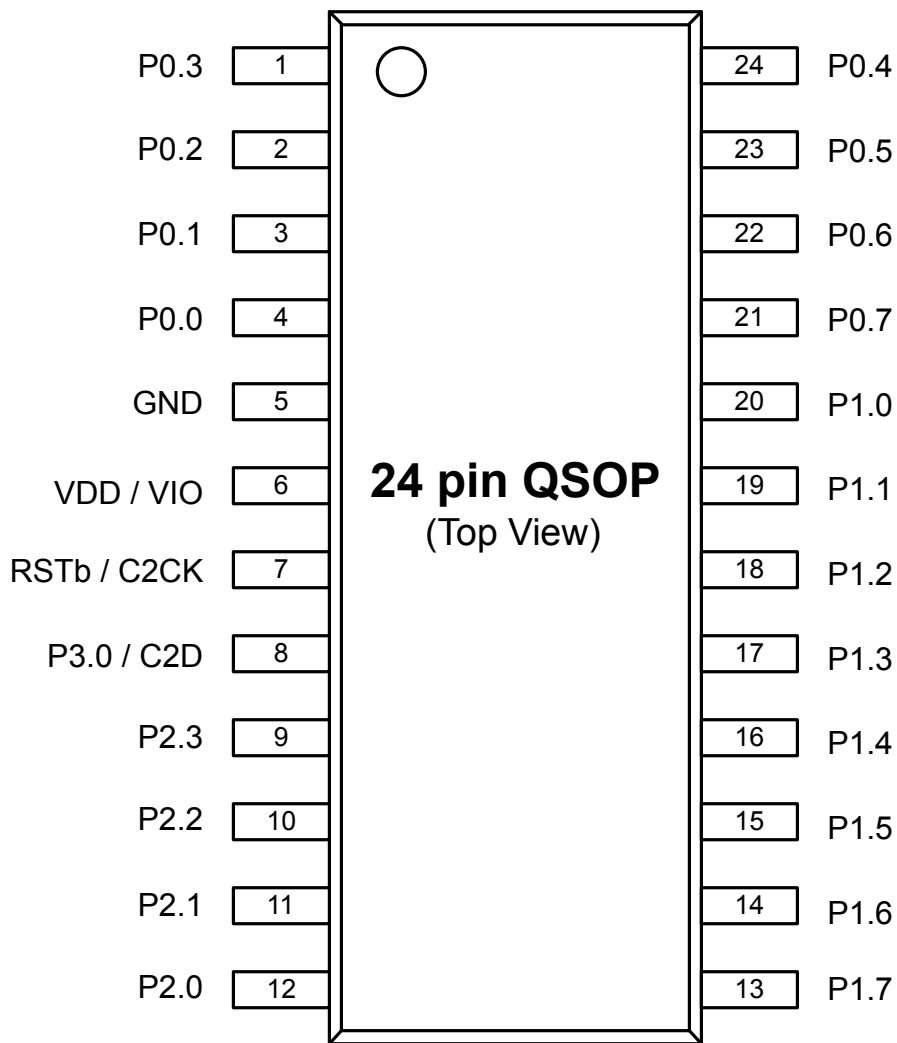 P0.3 1 24 P0.4
P0.2 2 23 P0.5
P0.1 3 22 P0.6
P0.0 4 21 P0.7
GND 5 20 P1.0
VDD / VIO 6 19 P1.1
24 pin QSOP
(Top View)
RSTb / C2CK 7 18 P1.2
P3.0 / C2D 8 17 P1.3
P2.3 9 16 P1.4
P2.2 10 15 P1.5
P2.1 11 14 P1.6
P2.0 12 13 P1.7